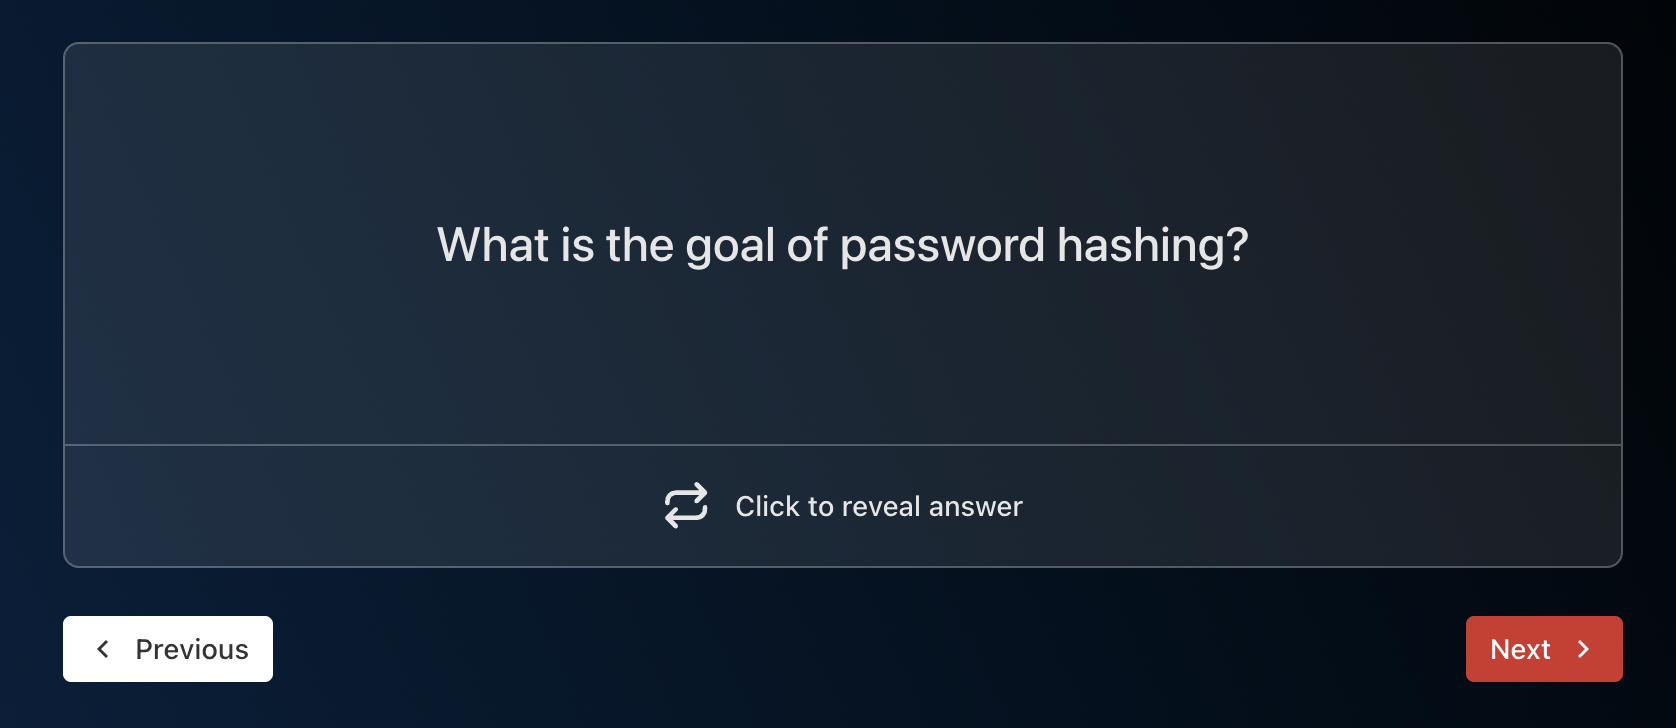 What is the goal of password hashing?
Click to reveal answer
Previous
Next